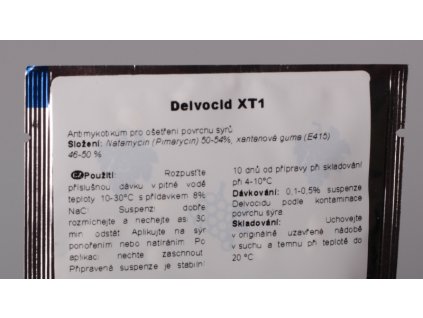 Delvocid XT1
Antimykotikum pro ošetření povrchu sýrů
Složení: Natamycin (Pimarycin) 50-54%, xantanová guma (E415)
46-50 %
CZ Použití: Rozpusťte
příslušnou dávku v pitné vodě
teploty 10-30°C s přídavkem 8%
NaCl. Suspenzi dobře
rozmíchejte a nechejte asi 30
min odstát. Aplikujte na sýr
ponořením nebo natíráním. Po
aplikaci nechte zaschnout.
Připravená suspenze je stabilní
10 dnů od přípravy při skladování
při 4-10°C
Dávkování: 0,1-0,5% suspenze
Delvocidu podle kontaminace
povrchu sýra
Skladování: Uchovejte
v originálně uzavřené nádobě
v suchu a temnu při teplotě do
20 °C